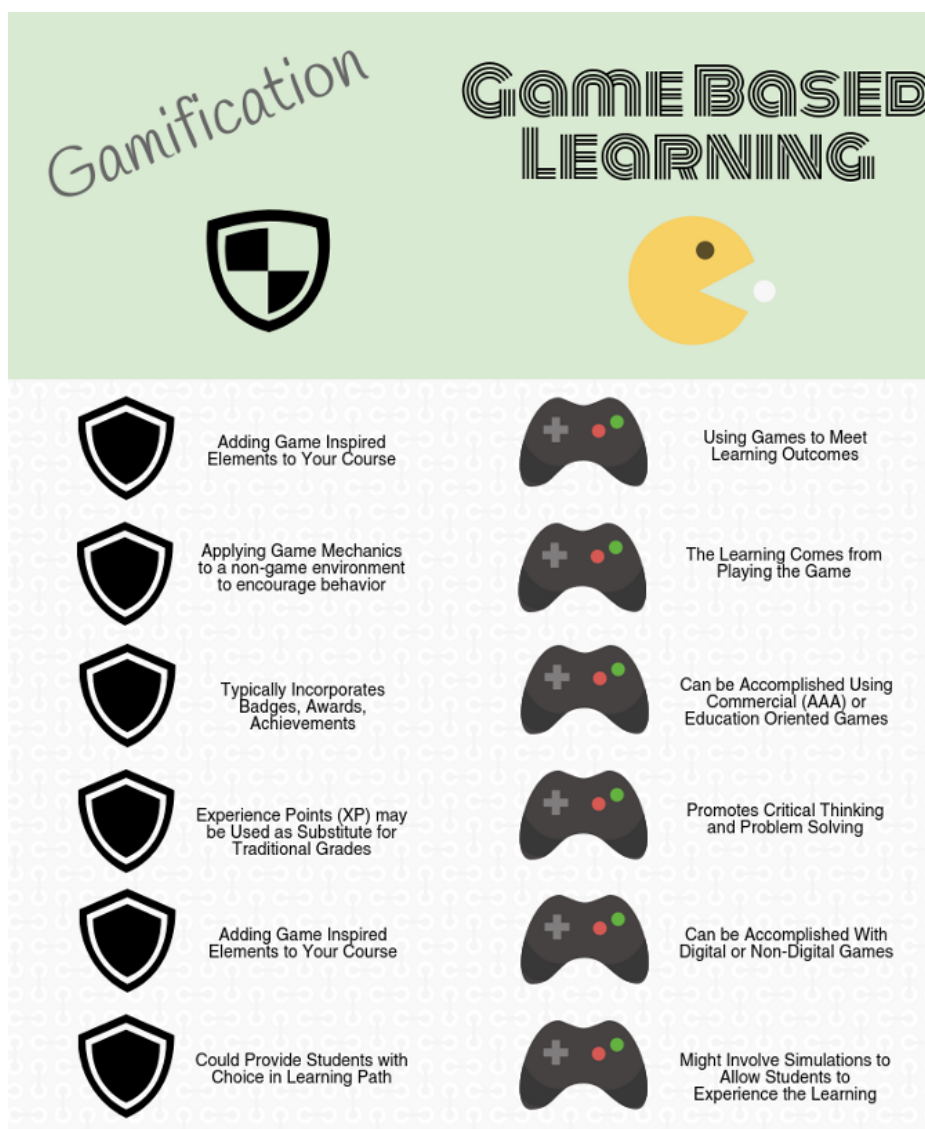 Gamification
Game Based
Learning
Adding Game Inspired
Elements to Your Course
Applying Game Mechanics
to a non-game environment
to encourage behavior
Typically Incorporates
Badges, Awards,
Achievements
Experience Points (XP) may
be Used as Substitute for
Traditional Grades
Adding Game Inspired
Elements to Your Course
Could Provide Students with
Choice in Learning Path
Using Games to Meet
Learning Outcomes
The Learning Comes from
Playing the Game
Can be Accomplished Using
Commercial (AAA) or
Education Oriented Games
Promotes Critical Thinking
and Problem Solving
Can be Accomplished With
Digital or Non-Digital Games
Might Involve Simulations to
Allow Students to
Experience the Learning